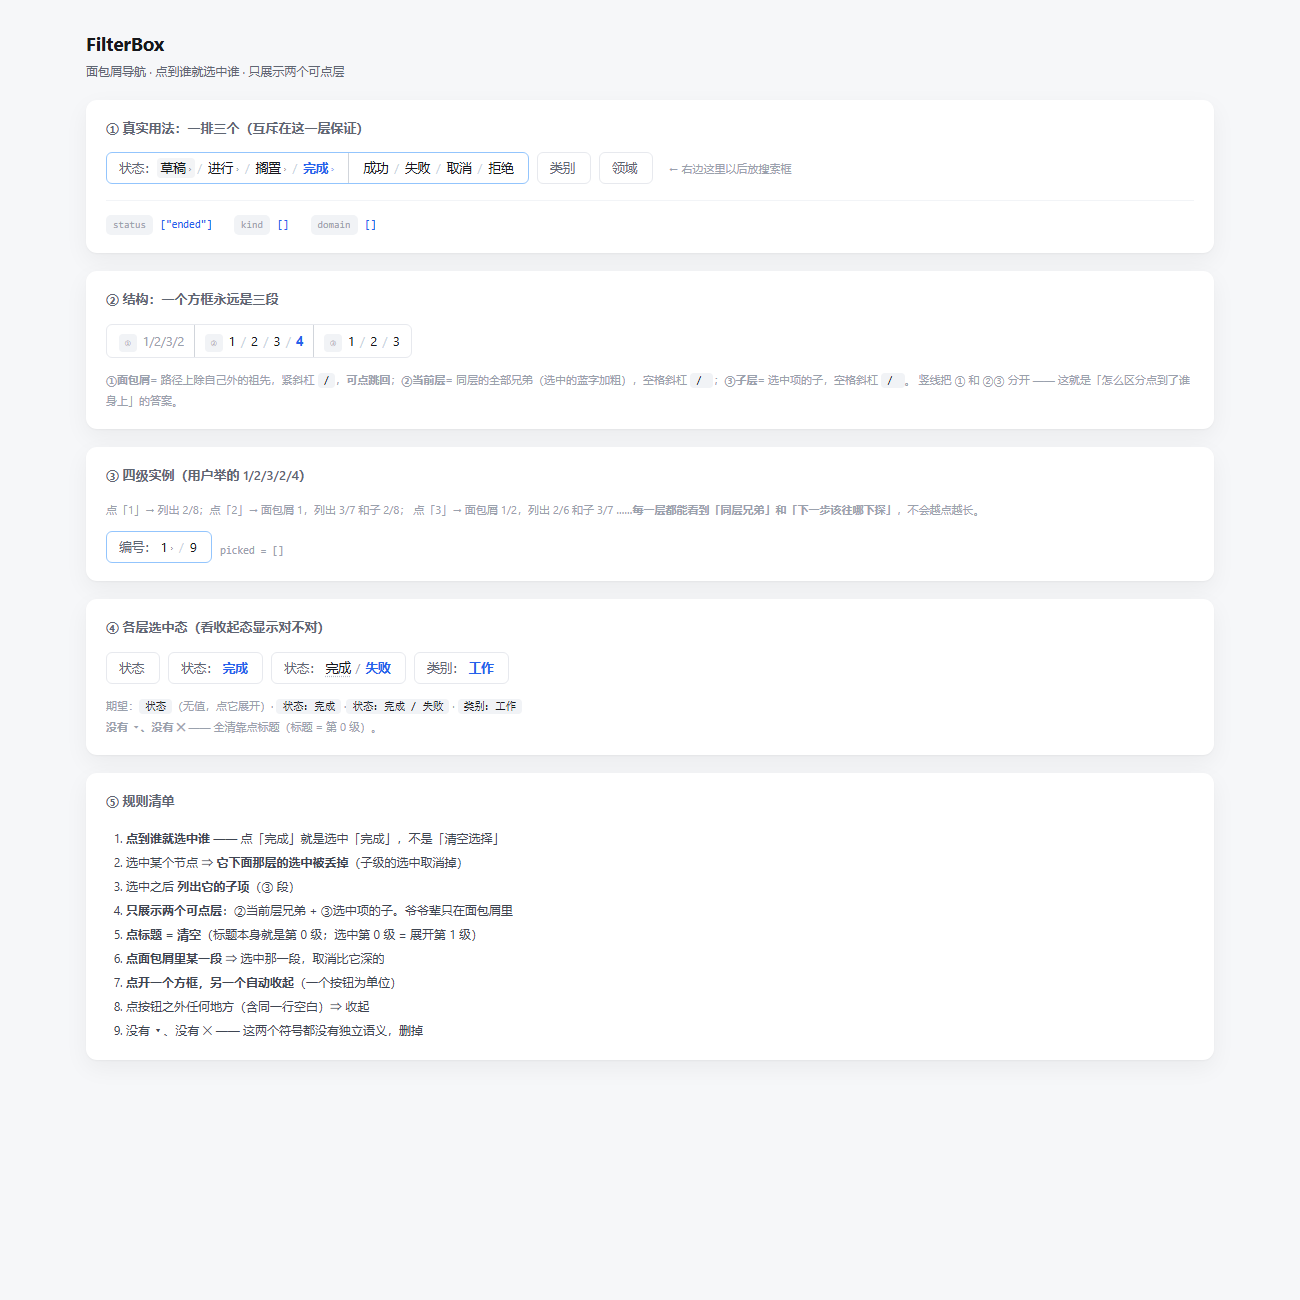 FilterBox
面包屑导航 · 点到谁就选中谁 · 只展示两个可点层
① 真实用法：一排三个（互斥在这一层保证）
状态： 草稿 › / 进行 › / 搁置 › / 完成 › 成功 / 失败 / 取消 / 拒绝 类别 领域 ← 右边这里以后放搜索框
status ["ended"] kind [] domain []
② 结构：一个方框永远是三段
① 1/2/3/2 ② 1 / 2 / 3 / 4 ③ 1 / 2 / 3
①面包屑= 路径上除自己外的祖先，紧斜杠 / ，可点跳回；②当前层= 同层的全部兄弟（选中的蓝字加粗），空格斜杠 / ；③子层= 选中项的子，空格斜杠 / 。 竖线把 ① 和 ②③ 分开 —— 这就是「怎么区分点到了谁
身上」的答案。
③ 四级实例（用户举的 1/2/3/2/4）
点「1」→ 列出 2/8；点「2」→ 面包屑 1，列出 3/7 和子 2/8； 点「3」→ 面包屑 1/2，列出 2/6 和子 3/7 ……每一层都能看到「同层兄弟」和「下一步该往哪下探」，不会越点越长。
编号： 1 › / 9 picked = []
④ 各层选中态（看收起态显示对不对）
状态 状态： 完成 状态： 完成 / 失败 类别： 工作
期望： 状态 （无值，点它展开）· 状态：完成 · 状态：完成 / 失败 · 类别：工作
没有 ▾、没有 ✕ —— 全清靠点标题（标题 = 第 0 级）。
⑤ 规则清单
1. 点到谁就选中谁 —— 点「完成」就是选中「完成」，不是「清空选择」
2. 选中某个节点 ⇒ 它下面那层的选中被丢掉（子级的选中取消掉）
3. 选中之后 列出它的子项（③ 段）
4. 只展示两个可点层：②当前层兄弟 + ③选中项的子。爷爷辈只在面包屑里
5. 点标题 = 清空（标题本身就是第 0 级；选中第 0 级 = 展开第 1 级）
6. 点面包屑里某一段 ⇒ 选中那一段，取消比它深的
7. 点开一个方框，另一个自动收起（一个按钮为单位）
8. 点按钮之外任何地方（含同一行空白）⇒ 收起
9. 没有 ▾、没有 ✕ —— 这两个符号都没有独立语义，删掉